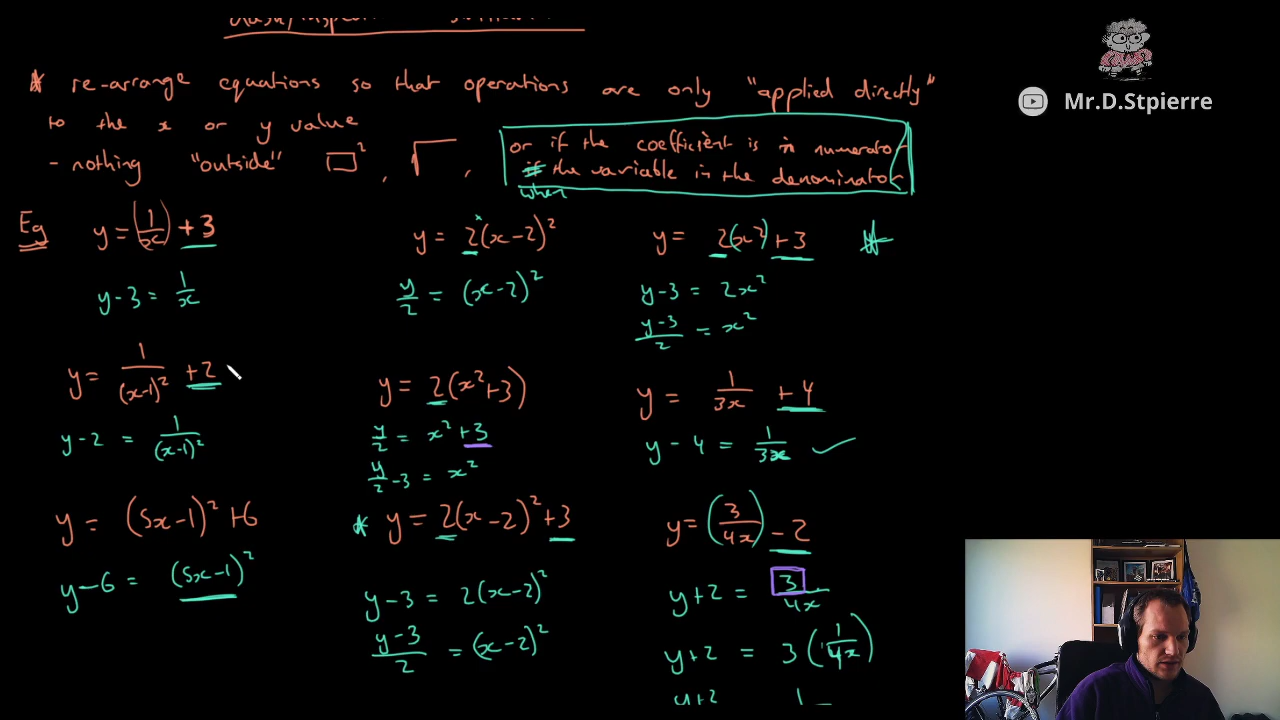 * re-arrange equations so that operations are only "applied directly"
to the x or y value
- nothing "outside" □², √ , or if the coefficient is in numerator
if the variable in the denominator
when
Eg
y = (1/x) + 3
y - 3 = 1/x
y = 1/(x-1)² + 2
y - 2 = 1/(x-1)²
y = (5x-1)² + 6
y - 6 = (5x-1)²
y = 2(x-2)²
y/2 = (x-2)²
y = 2(x²+3)
y/2 = x² + 3
y/2 - 3 = x²
* y = 2(x-2)² + 3
y - 3 = 2(x-2)²
(y-3)/2 = (x-2)²
y = 2(x²) + 3 *
y - 3 = 2x²
(y-3)/2 = x²
y = 1/3x + 4
y - 4 = 1/3x ✓
y = (3/4x) - 2
y + 2 = 3/4x
y + 2 = 3(1/4x)
y+2 1
Mr.D.Stpierre